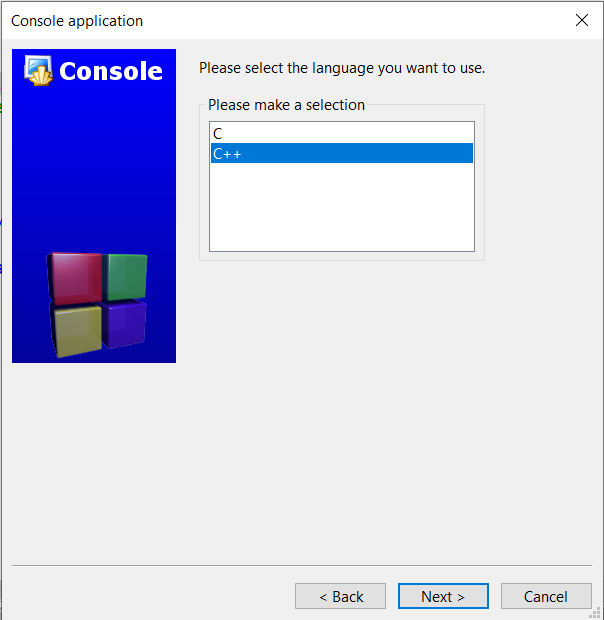 Console application
Console
Please select the language you want to use.
Please make a selection
C
C++
< Back
Next >
Cancel